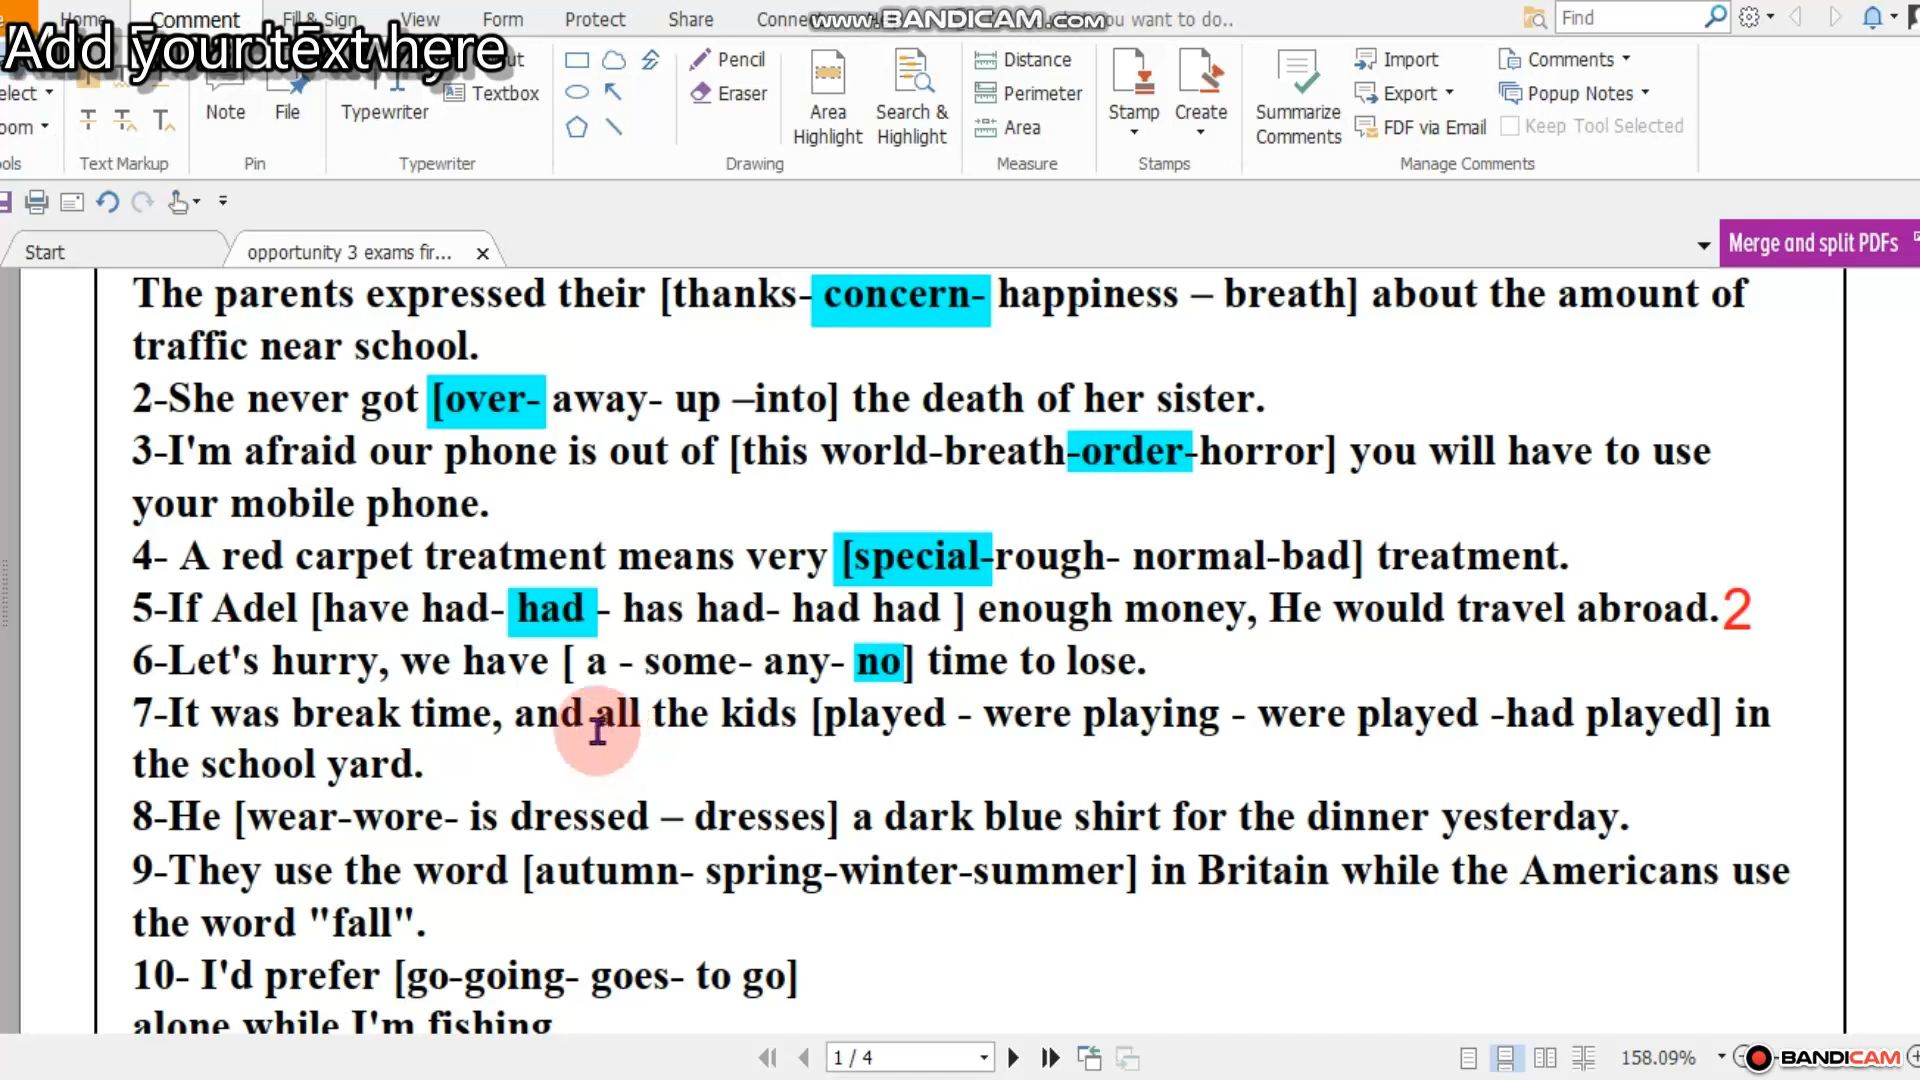 Home Comment Fill & Sign View Form Protect Share Connect www.BANDICAM.com you want to do.. Find
Add your text here
Select Note File Typewriter Textbox Pencil Eraser Area Highlight Search & Highlight Distance Perimeter Area Stamp Create Summarize Comments Import Export FDF via Email Comments Popup Notes Keep Tool Selected
Text Markup Pin Typewriter Drawing Measure Stamps Manage Comments
Start opportunity 3 exams fir... Merge and split PDFs
The parents expressed their [thanks- concern- happiness – breath] about the amount of
traffic near school.
2-She never got [over- away- up –into] the death of her sister.
3-I'm afraid our phone is out of [this world-breath-order-horror] you will have to use
your mobile phone.
4- A red carpet treatment means very [special-rough- normal-bad] treatment.
5-If Adel [have had- had - has had- had had ] enough money, He would travel abroad. 2
6-Let's hurry, we have [ a - some- any- no] time to lose.
7-It was break time, and all the kids [played - were playing - were played -had played] in
the school yard.
8-He [wear-wore- is dressed – dresses] a dark blue shirt for the dinner yesterday.
9-They use the word [autumn- spring-winter-summer] in Britain while the Americans use
the word "fall".
10- I'd prefer [go-going- goes- to go]
alone while I'm fishing
1 / 4 158.09% BANDICAM